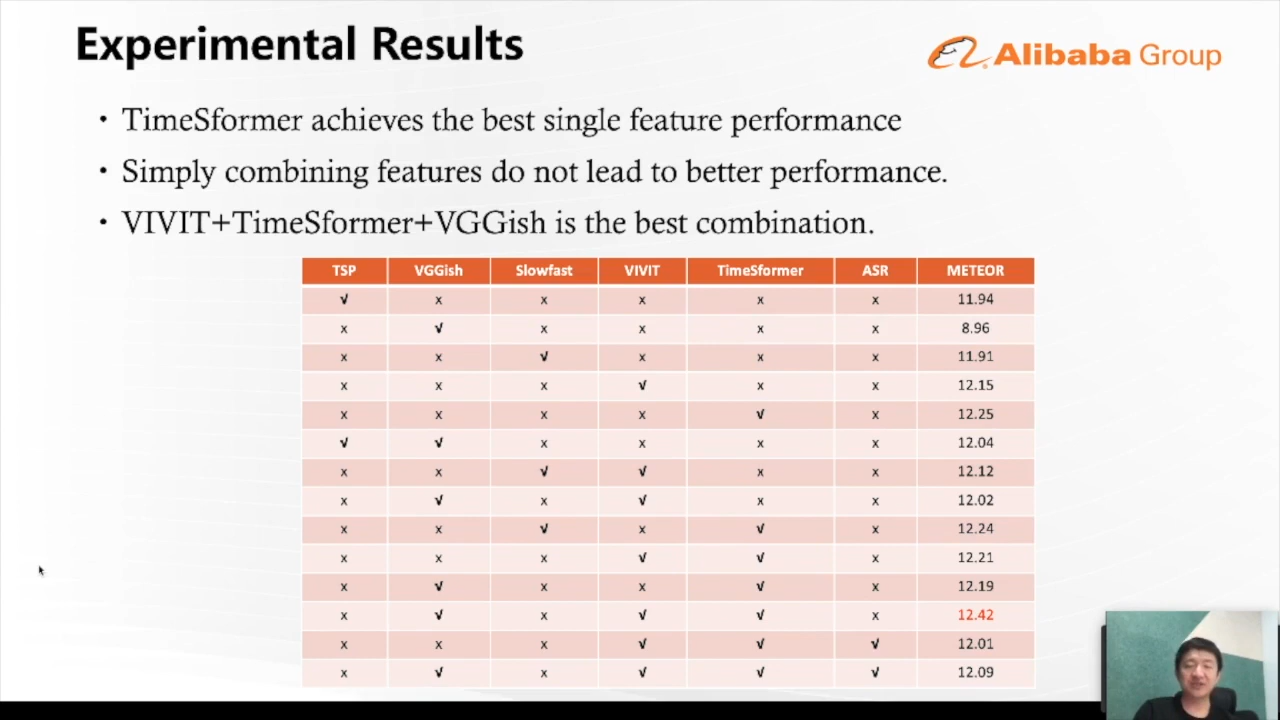 Experimental Results
Alibaba Group
• TimeSformer achieves the best single feature performance
• Simply combining features do not lead to better performance.
• VIVIT+TimeSformer+VGGish is the best combination.
TSP VGGish Slowfast VIVIT TimeSformer ASR METEOR
√ x x x x x 11.94
x √ x x x x 8.96
x x √ x x x 11.91
x x x √ x x 12.15
x x x x √ x 12.25
√ √ x x x x 12.04
x x √ √ x x 12.12
x √ x √ x x 12.02
x x √ x √ x 12.24
x x x √ √ x 12.21
x √ x x √ x 12.19
x √ x √ √ x 12.42
x x x √ √ √ 12.01
x √ x √ √ √ 12.09